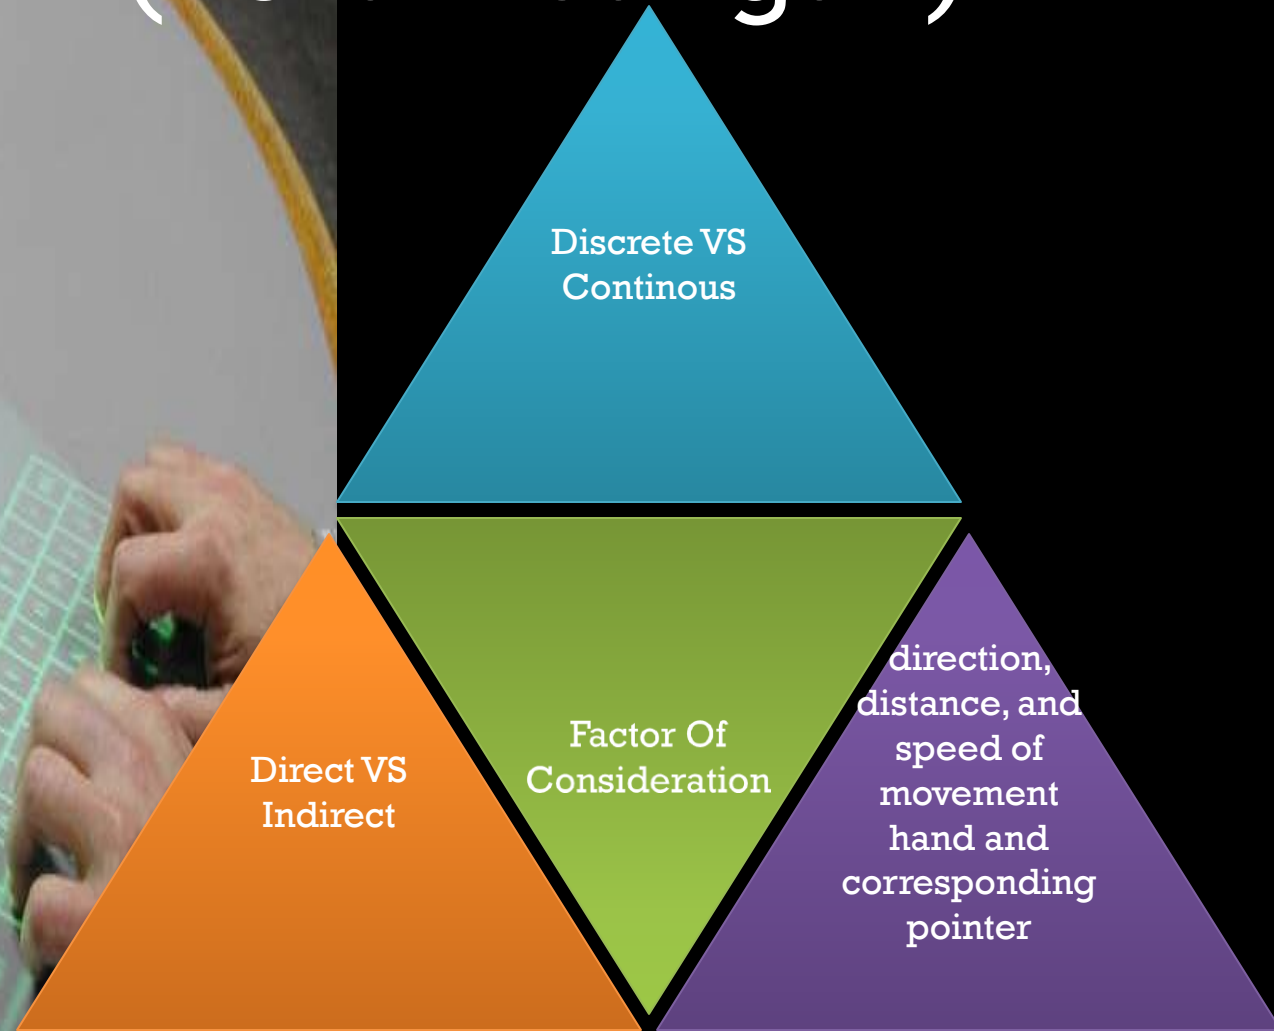 Discrete VS
Continous
Direct VS
Indirect
Factor Of
Consideration
direction,
distance, and
speed of
movement
hand and
corresponding
pointer